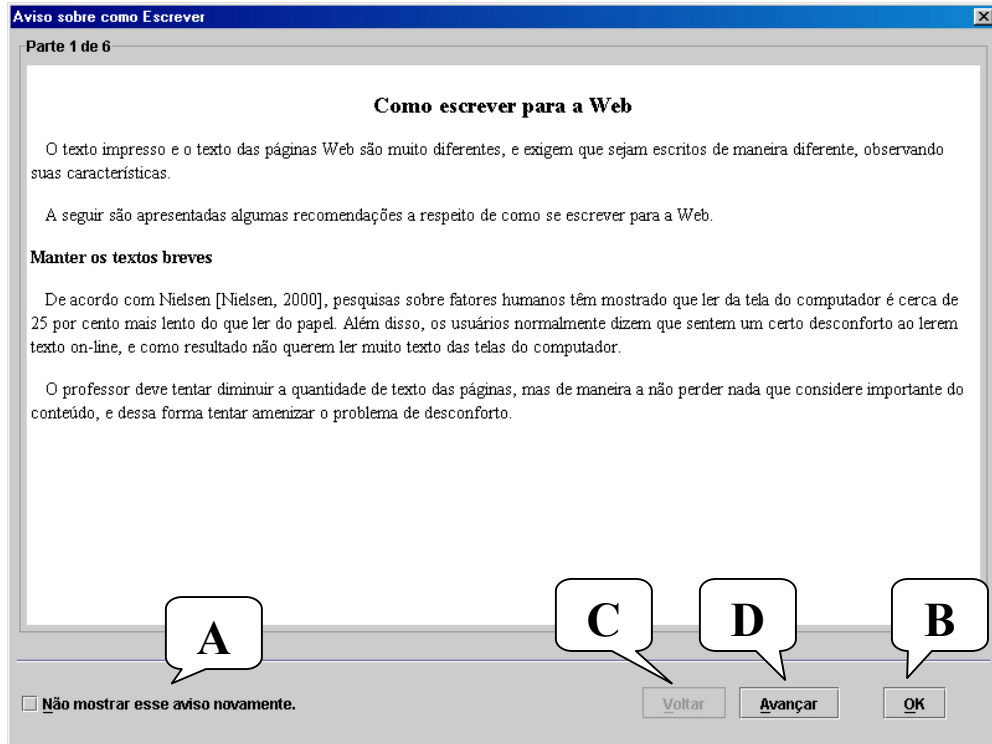 Aviso sobre como Escrever
Parte 1 de 6
Como escrever para a Web
O texto impresso e o texto das páginas Web são muito diferentes, e exigem que sejam escritos de maneira diferente, observando
suas características.
A seguir são apresentadas algumas recomendações a respeito de como se escrever para a Web.
Manter os textos breves
De acordo com Nielsen [Nielsen, 2000], pesquisas sobre fatores humanos têm mostrado que ler da tela do computador é cerca de
25 por cento mais lento do que ler do papel. Além disso, os usuários normalmente dizem que sentem um certo desconforto ao lerem
texto on-line, e como resultado não querem ler muito texto das telas do computador.
O professor deve tentar diminuir a quantidade de texto das páginas, mas de maneira a não perder nada que considere importante do
conteúdo, e dessa forma tentar amenizar o problema de desconforto.
A C D B
Não mostrar esse aviso novamente. Voltar Avançar OK